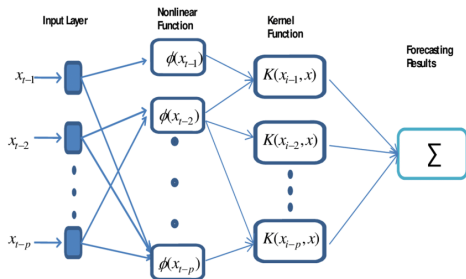 Input Layer
Nonlinear
Function
Kernel
Function
Forecasting
Results
x_{t-1}
ϕ(x_{t-1})
K(x_{i-1}, x)
x_{t-2}
ϕ(x_{t-2})
K(x_{i-2}, x)
Σ
x_{t-p}
ϕ(x_{t-p})
K(x_{i-p}, x)